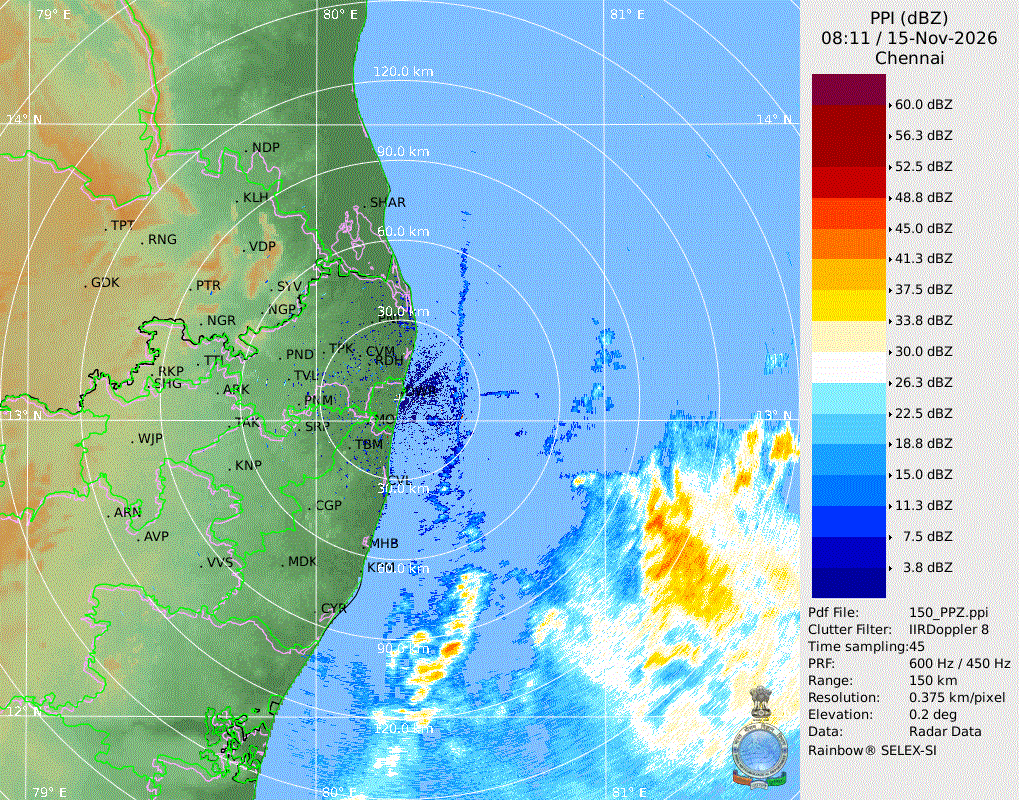 79° E
80° E
81° E
120.0 km
14° N
14° N
NDP
90.0 km
KLH
SHAR
TPT
RNG
60.0 km
VDP
GDK
PTR
SYV
NGP
30.0 km
NGR
TPK
CVM
PND
TTI
RKP
TVL
SHG
ARK
PNM
13° N
13° N
SRP
WJP
TBM
KNP
30.0 km
CGP
ARN
AVP
MHB
VVS
MDK
60.0 km
CYR
90.0 km
12° N
120.0 km
79° E
80° E
81° E
PPI (dBZ)
08:11 / 15-Nov-2026
Chennai
60.0 dBZ
56.3 dBZ
52.5 dBZ
48.8 dBZ
45.0 dBZ
41.3 dBZ
37.5 dBZ
33.8 dBZ
30.0 dBZ
26.3 dBZ
22.5 dBZ
18.8 dBZ
15.0 dBZ
11.3 dBZ
7.5 dBZ
3.8 dBZ
Pdf File: 150_PPZ.ppi
Clutter Filter: IIRDoppler 8
Time sampling:45
PRF: 600 Hz / 450 Hz
Range: 150 km
Resolution: 0.375 km/pixel
Elevation: 0.2 deg
Data: Radar Data
Rainbow® SELEX-SI